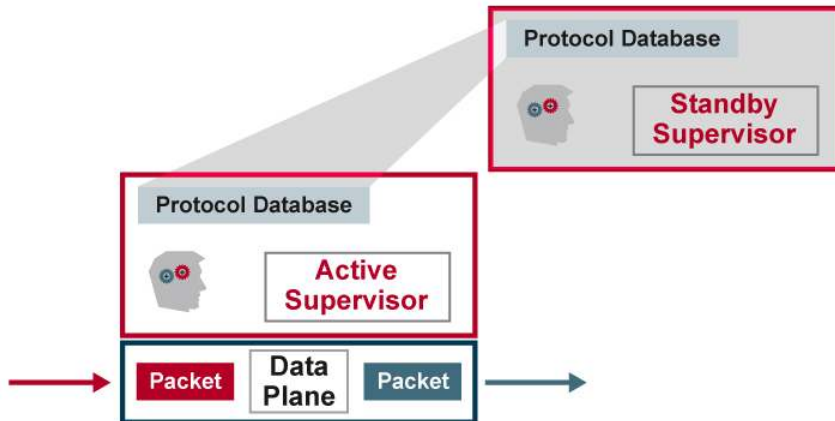 Protocol Database
Standby
Supervisor
Protocol Database
Active
Supervisor
Packet
Data
Plane
Packet